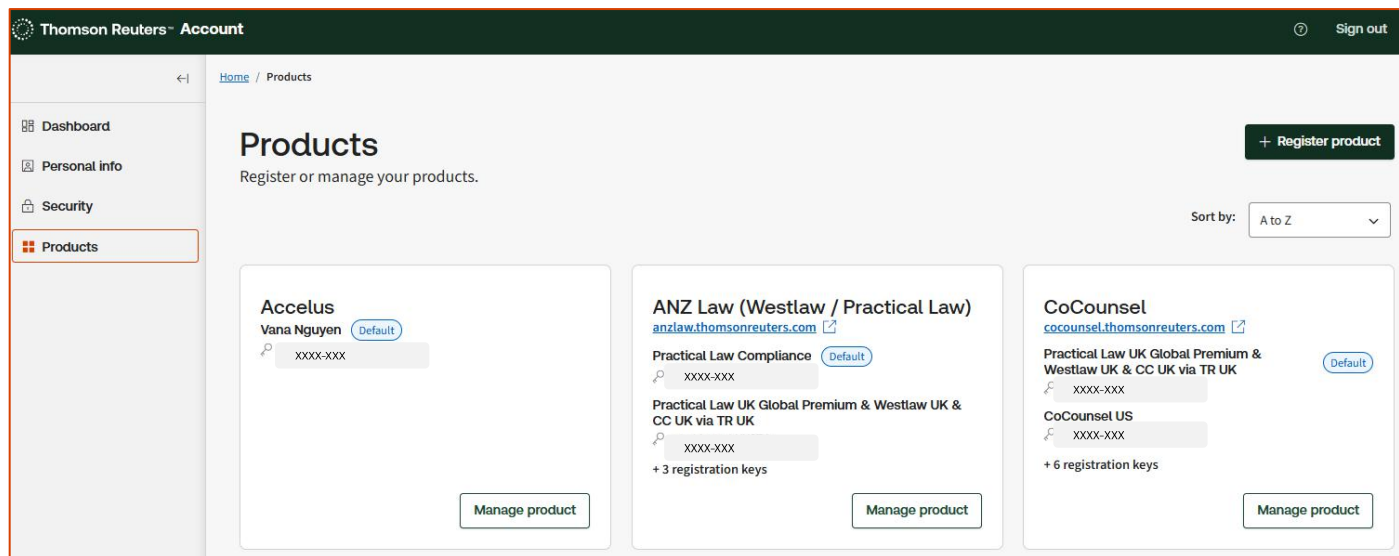 Thomson Reuters™ Account
Sign out
Home / Products
Dashboard
Personal info
Security
Products
Products
Register or manage your products.
+ Register product
Sort by:
A to Z
Accelus
Vana Nguyen Default
XXXX-XXX
Manage product
ANZ Law (Westlaw / Practical Law)
anzlaw.thomsonreuters.com
Practical Law Compliance Default
XXXX-XXX
Practical Law UK Global Premium & Westlaw UK &
CC UK via TR UK
XXXX-XXX
+ 3 registration keys
Manage product
CoCounsel
cocounsel.thomsonreuters.com
Practical Law UK Global Premium &
Westlaw UK & CC UK via TR UK
Default
XXXX-XXX
CoCounsel US
XXXX-XXX
+ 6 registration keys
Manage product